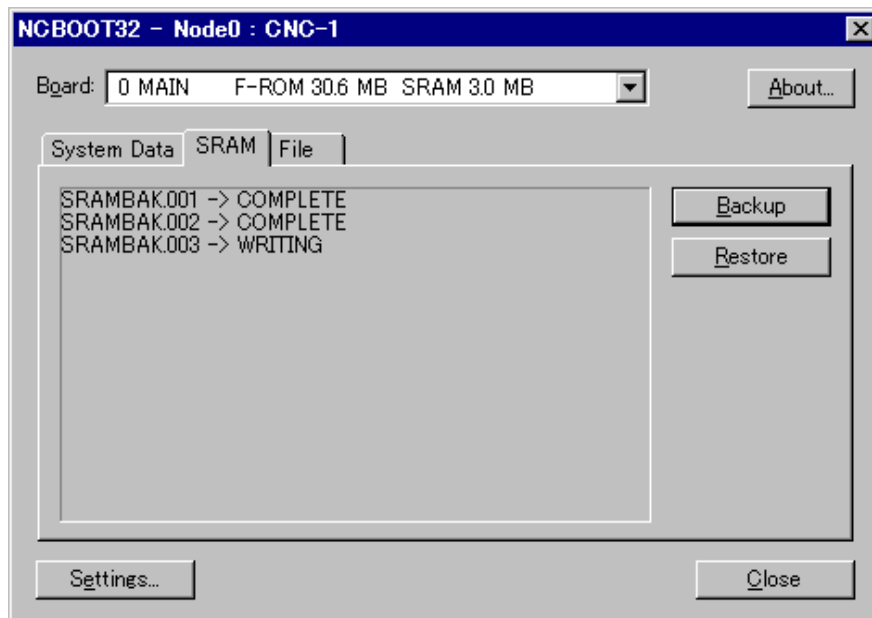 NCBOOT32 - Node0 : CNC-1
Board: 0 MAIN F-ROM 30.6 MB SRAM 3.0 MB About...
System Data SRAM File
SRAMBAK.001 -> COMPLETE
SRAMBAK.002 -> COMPLETE
SRAMBAK.003 -> WRITING
Backup
Restore
Settings... Close